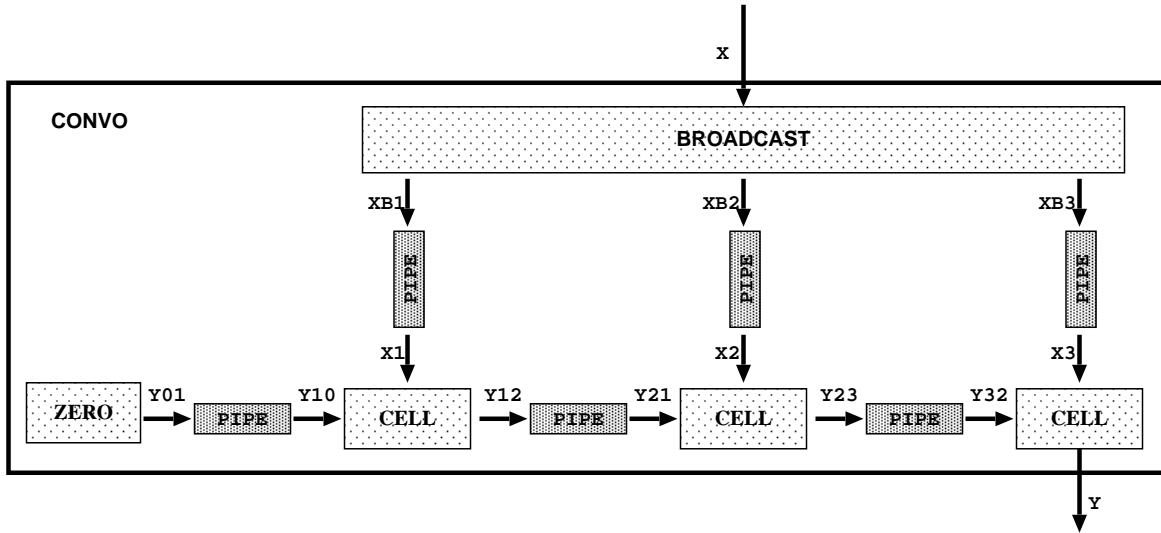 X
CONVO
BROADCAST
XB1 XB2 XB3
PIPE PIPE PIPE
X1 X2 X3
Y01 Y10 Y12 Y21 Y23 Y32
ZERO PIPE CELL PIPE CELL PIPE CELL
Y